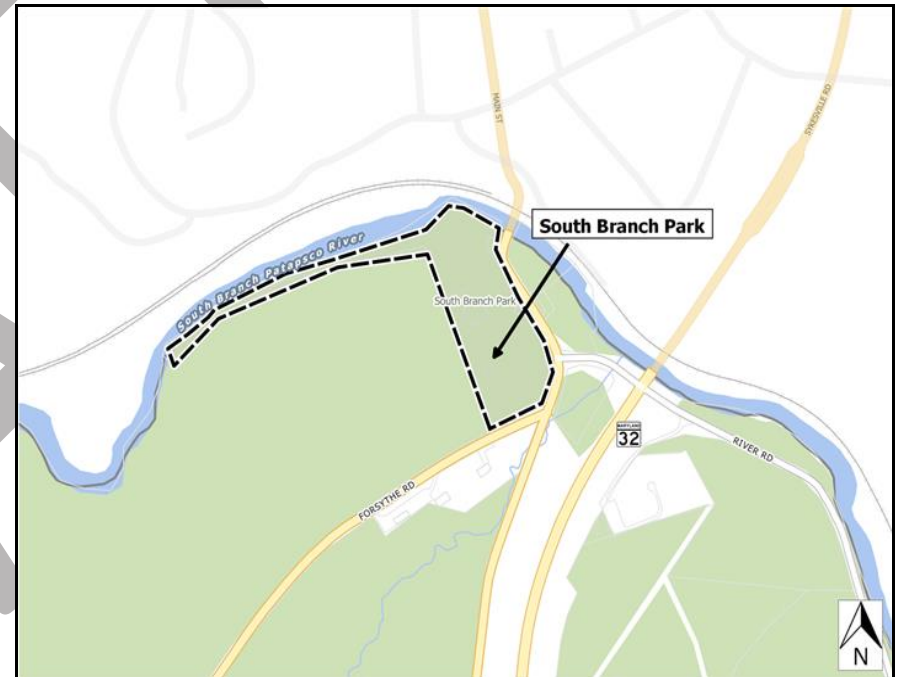 MAIN ST
SYKESVILLE RD
South Branch Park
South Branch Patapsco River
South Branch Park
MARYLAND
32
RIVER RD
FORSYTHE RD
N